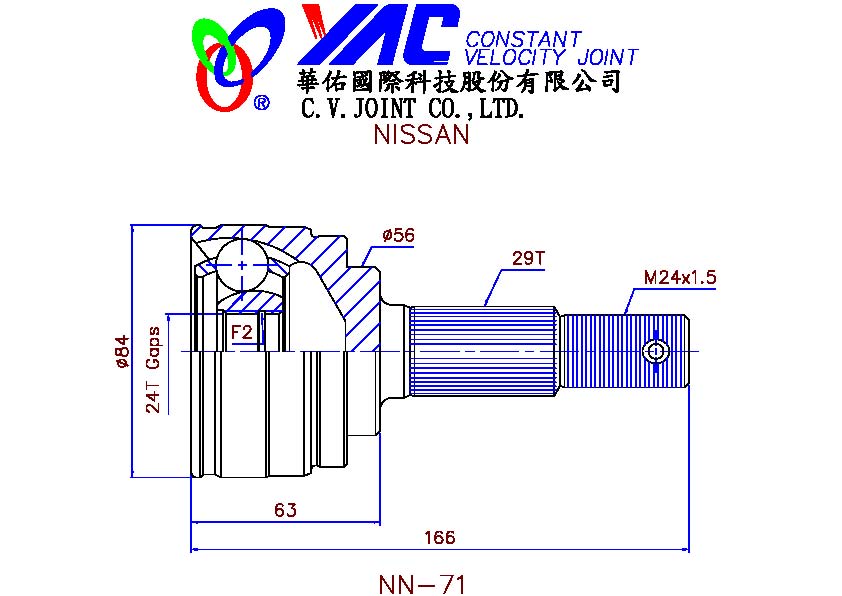 YAC CONSTANT
VELOCITY JOINT
®
華佑國際科技股份有限公司
C.V.JOINT CO.,LTD.
NISSAN
ø56
29T
M24x1.5
F2
ø84
24T Gaps
63
166
NN-71